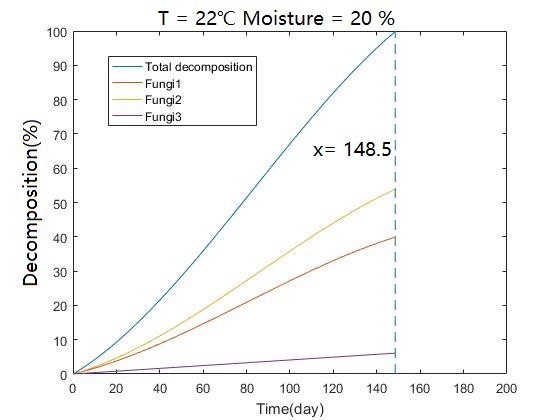 T = 22℃ Moisture = 20 %
100
90
80
70
60
50
40
30
20
10
0
Decomposition(%)
Total decomposition
Fungi1
Fungi2
Fungi3
x= 148.5
0 20 40 60 80 100 120 140 160 180 200
Time(day)